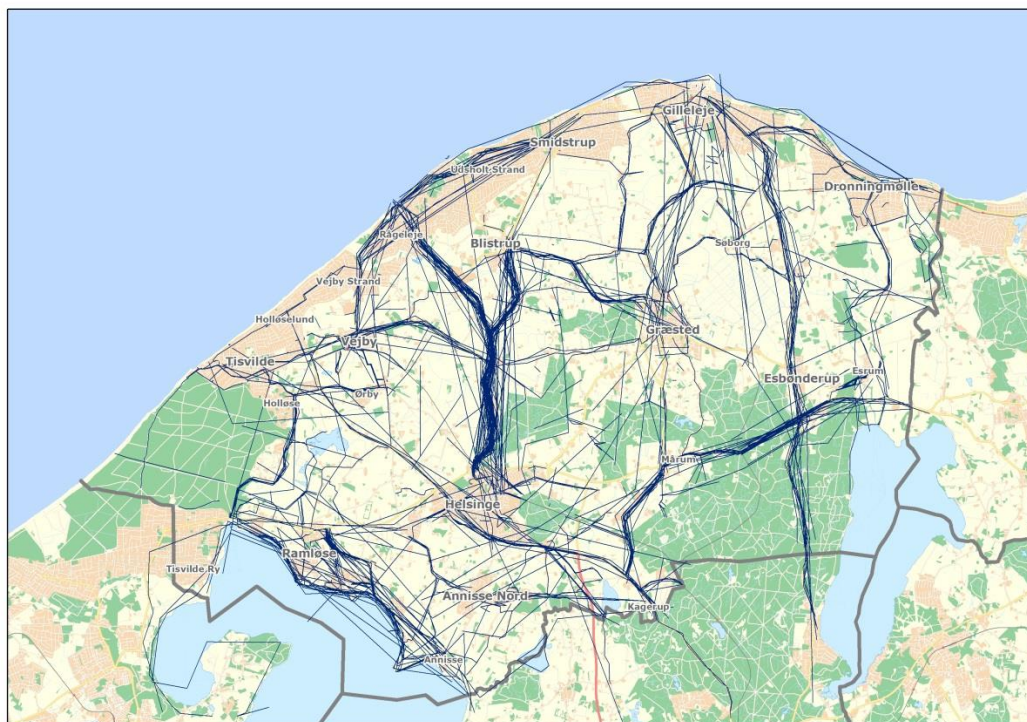 Gilleleje
Smidstrup
Udsholt Strand
Dronningmølle
Rågeleje
Blistrup
Søborg
Vejby Strand
Holløselund
Græsted
Vejby
Tisvilde
Esrum
Esbønderup
Ørby
Holløse
Mårum
Helsinge
Ramløse
Tisvilde Ry
Annisse Nord
Kagerup
Annisse